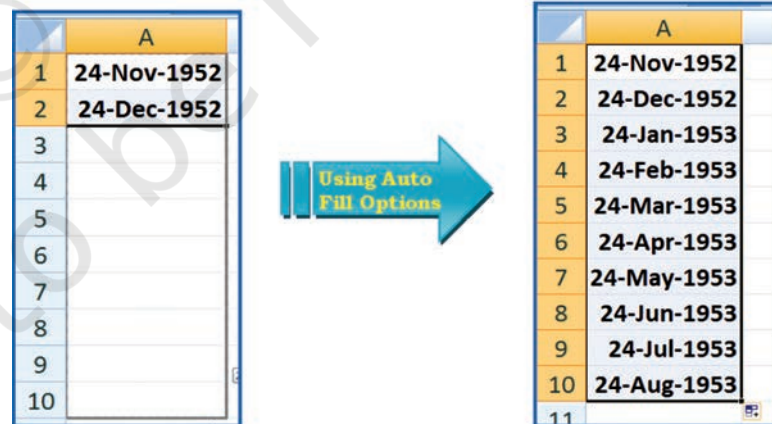 A
1 24-Nov-1952
2 24-Dec-1952
3
4
5
6
7
8
9
10
Using Auto
Fill Options
A
1 24-Nov-1952
2 24-Dec-1952
3 24-Jan-1953
4 24-Feb-1953
5 24-Mar-1953
6 24-Apr-1953
7 24-May-1953
8 24-Jun-1953
9 24-Jul-1953
10 24-Aug-1953
11
to be r